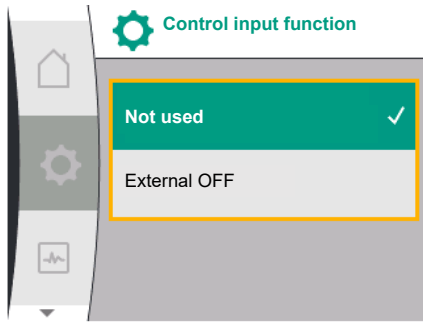 Control input function
Not used
External OFF